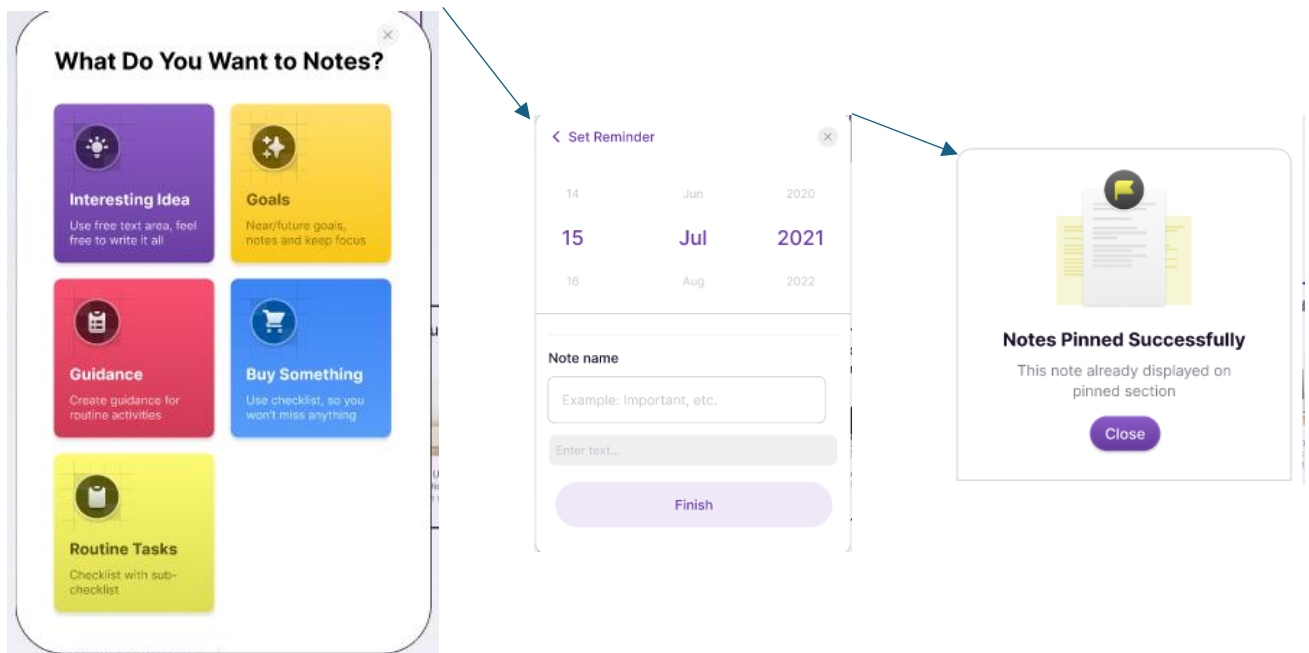 What Do You Want to Notes?
Interesting Idea
Use free text area, feel
free to write it all
Goals
Near/future goals,
notes and keep focus
Guidance
Create guidance for
routine activities
Buy Something
Use checklist, so you
won't miss anything
Routine Tasks
Checklist with sub-
checklist
Set Reminder
14 Jun 2020
15 Jul 2021
16 Aug 2022
Note name
Example: Important, etc.
Enter text...
Finish
Notes Pinned Successfully
This note already displayed on
pinned section
Close